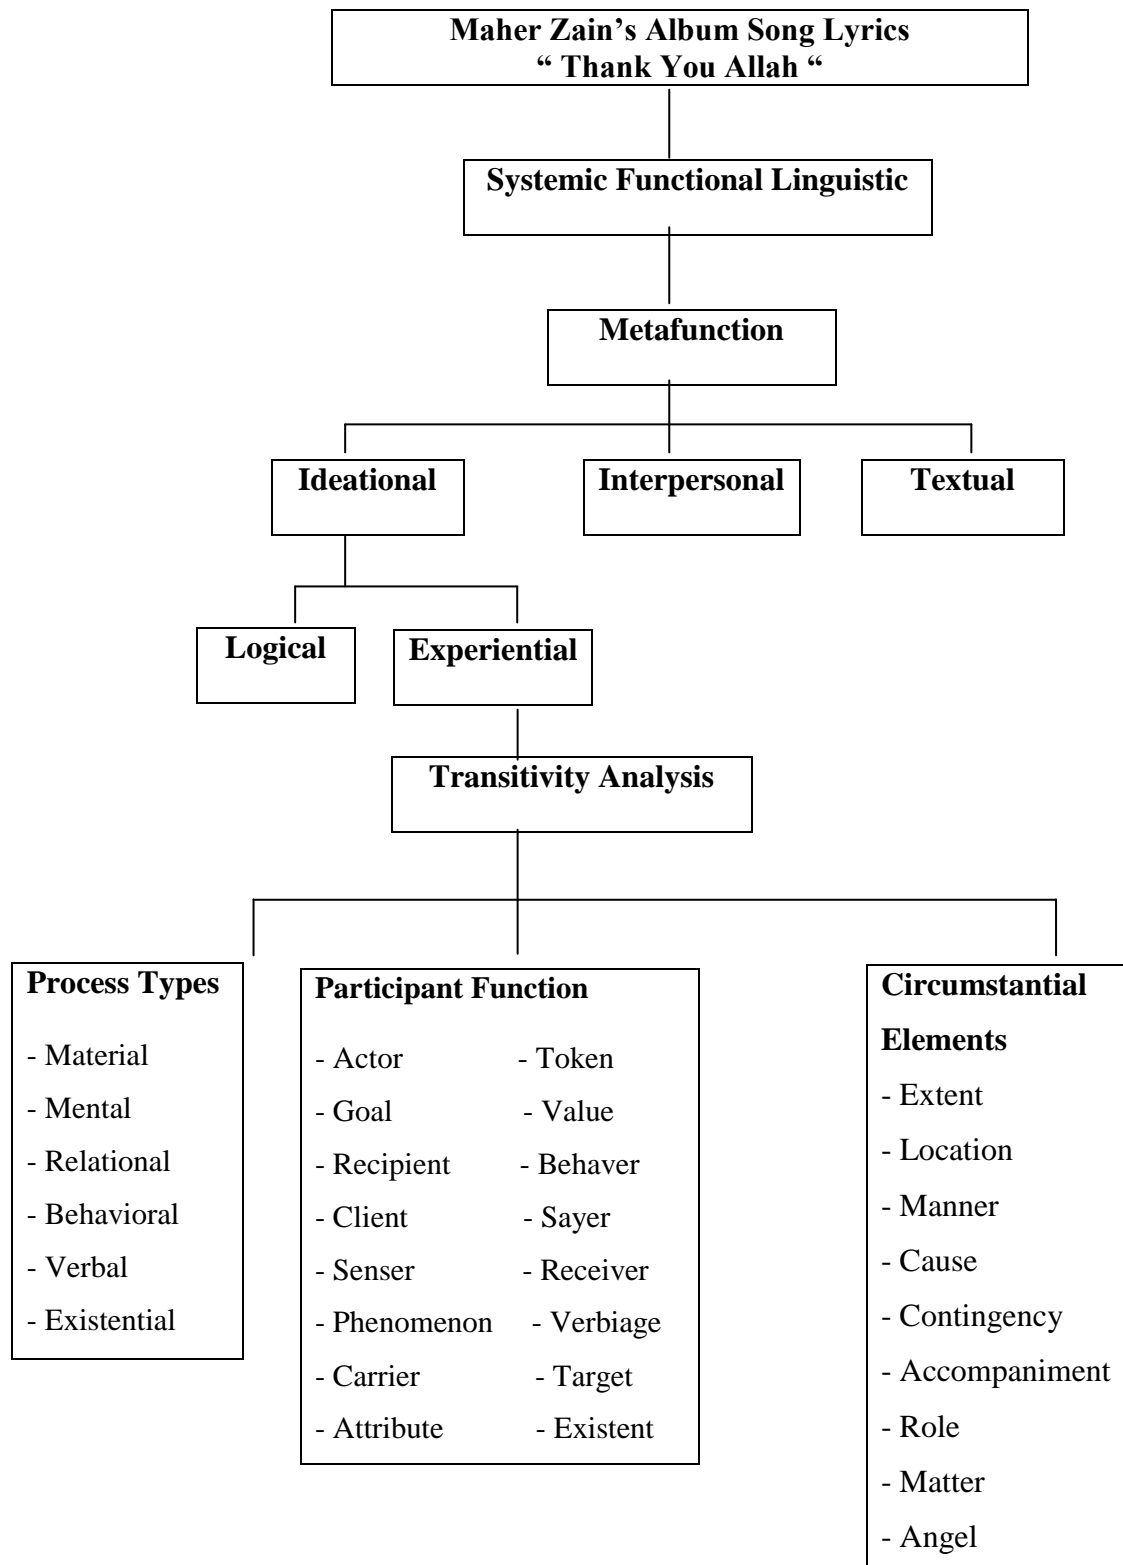 Maher Zain’s Album Song Lyrics
“ Thank You Allah “
Systemic Functional Linguistic
Metafunction
Ideational
Interpersonal
Textual
Logical
Experiential
Transitivity Analysis
Process Types
- Material
- Mental
- Relational
- Behavioral
- Verbal
- Existential
Participant Function
- Actor - Token
- Goal - Value
- Recipient - Behaver
- Client - Sayer
- Senser - Receiver
- Phenomenon - Verbiage
- Carrier - Target
- Attribute - Existent
Circumstantial
Elements
- Extent
- Location
- Manner
- Cause
- Contingency
- Accompaniment
- Role
- Matter
- Angel